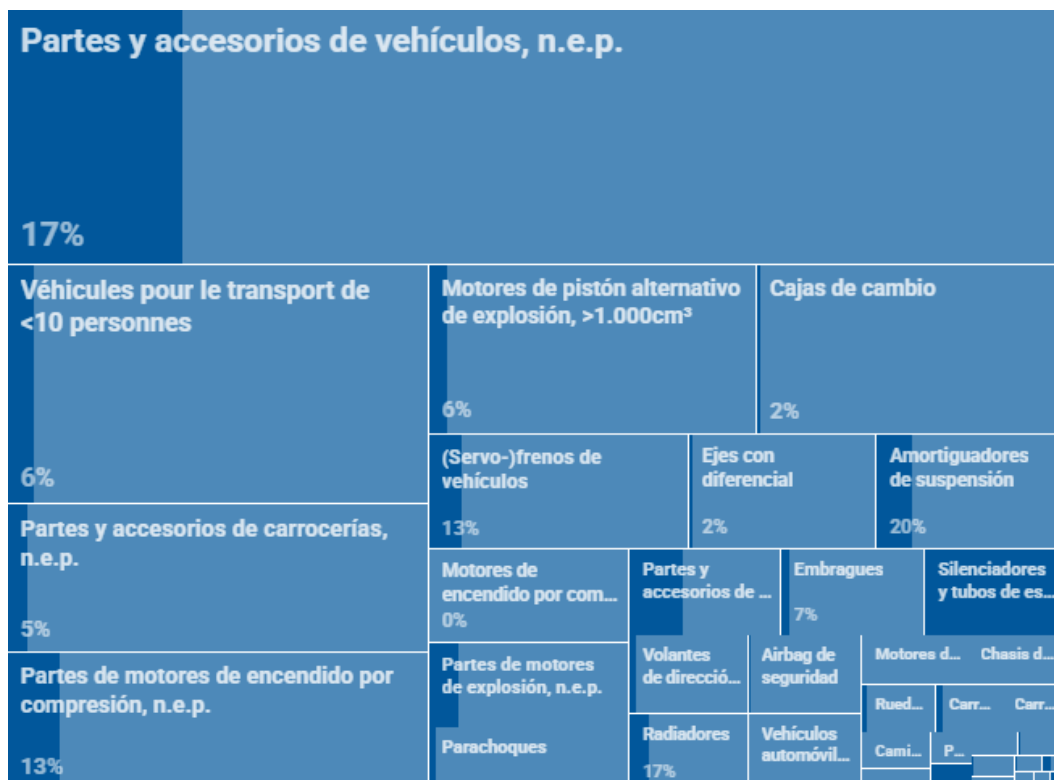 Partes y accesorios de vehículos, n.e.p.
17%
Véhicules pour le transport de
<10 personnes
6%
Motores de pistón alternativo
de explosión, >1.000cm³
6%
Cajas de cambio
2%
(Servo-)frenos de
vehículos
13%
Ejes con
diferencial
2%
Amortiguadores
de suspensión
20%
Partes y accesorios de carrocerías,
n.e.p.
5%
Motores de
encendido por com...
0%
Partes y
accesorios de ...
Embragues
7%
Silenciadores
y tubos de es...
Partes de motores de encendido por
compresión, n.e.p.
13%
Partes de motores
de explosión, n.e.p.
Parachoques
Volantes
de direcció...
Airbag de
seguridad
Motores d...
Chasis d...
Radiadores
17%
Vehículos
automóvil...
Rued...
Carr...
Carr...
Cami...
P...